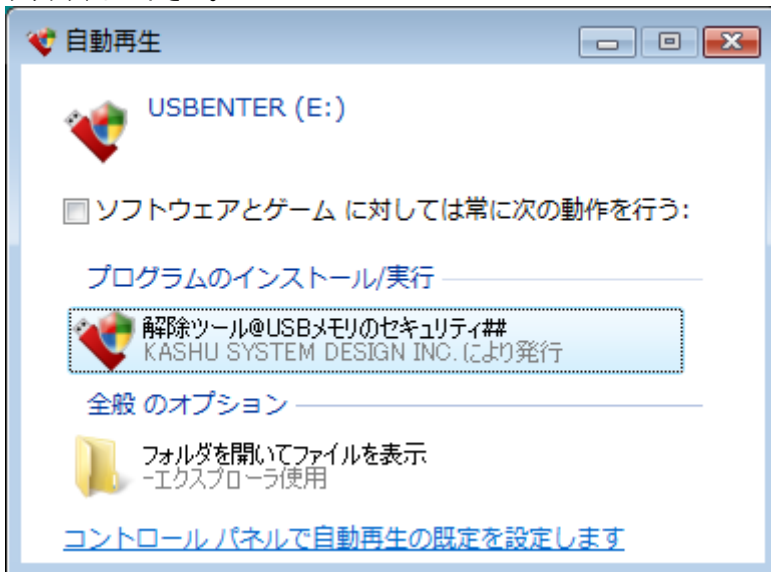 自動再生
USBENTER (E:)
ソフトウェアとゲーム に対しては常に次の動作を行う:
プログラムのインストール/実行
解除ツール@USBメモリのセキュリティ##
KASHU SYSTEM DESIGN INC. により発行
全般 のオプション
フォルダを開いてファイルを表示
-エクスプローラ使用
コントロール パネルで自動再生の既定を設定します